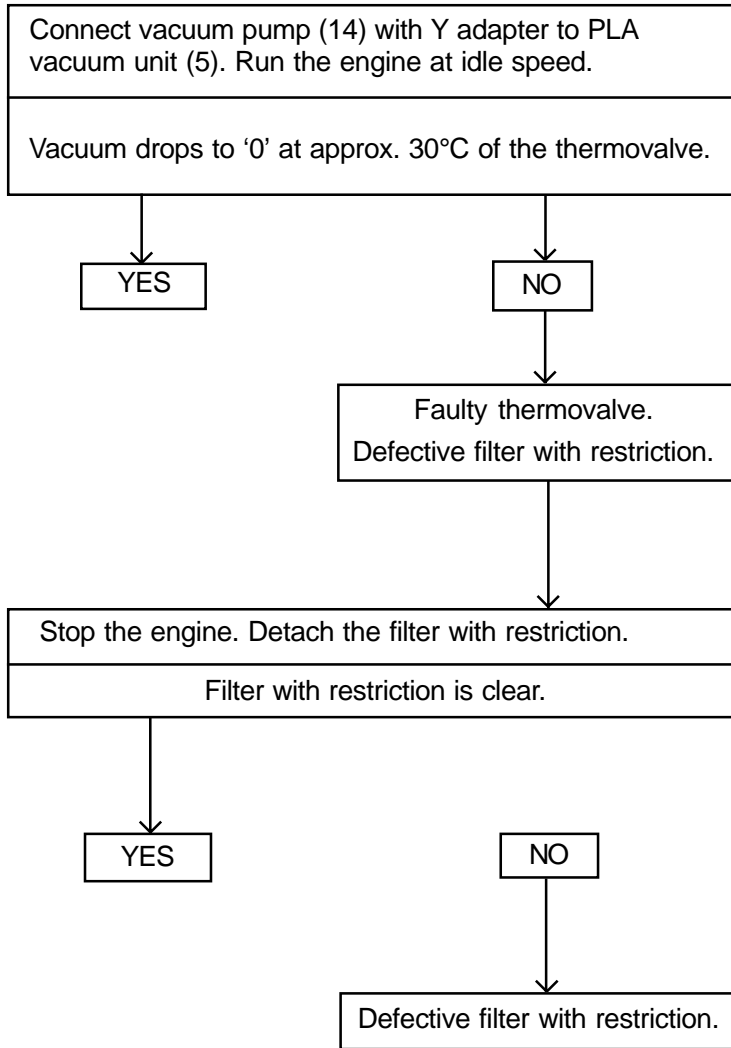 Connect vacuum pump (14) with Y adapter to PLA
vacuum unit (5). Run the engine at idle speed.
Vacuum drops to ‘0’ at approx. 30°C of the thermovalve.
YES
NO
Faulty thermovalve.
Defective filter with restriction.
Stop the engine. Detach the filter with restriction.
Filter with restriction is clear.
YES
NO
Defective filter with restriction.